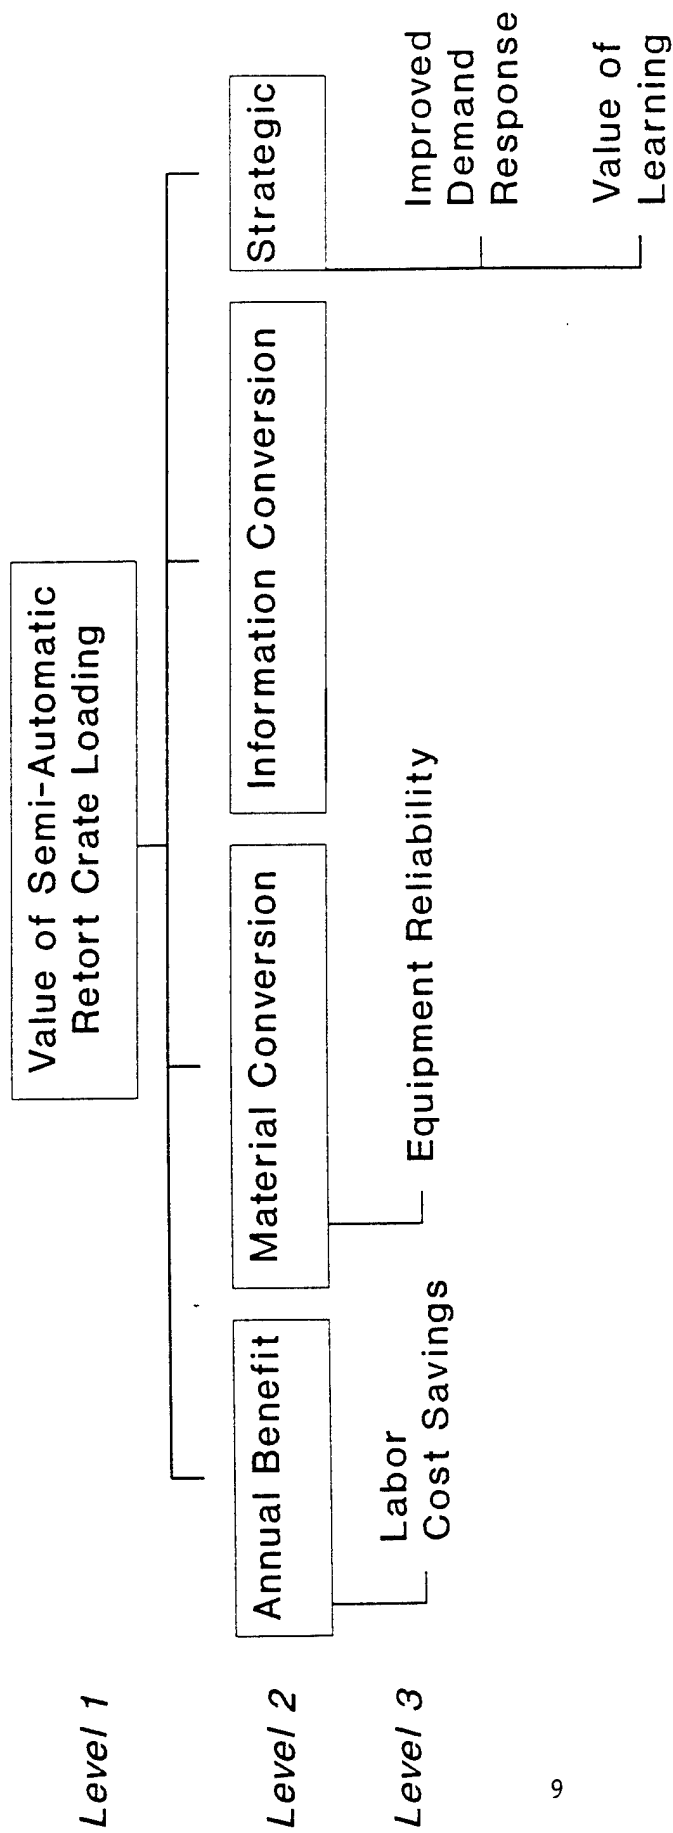 Level 1
Value of Semi-Automatic
Retort Crate Loading
Level 2
Annual Benefit
Material Conversion
Information Conversion
Strategic
Level 3
Labor
Cost Savings
Equipment Reliability
Improved
Demand
Response
Value of
Learning
9